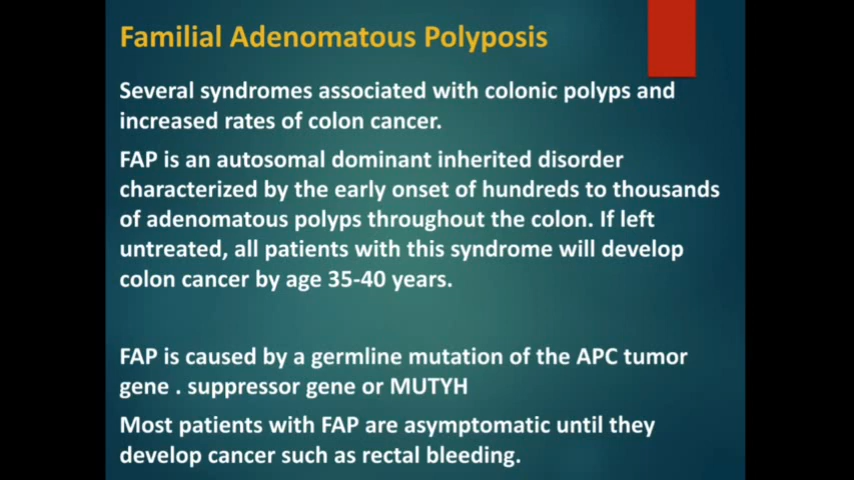 Familial Adenomatous Polyposis
Several syndromes associated with colonic polyps and
increased rates of colon cancer.
FAP is an autosomal dominant inherited disorder
characterized by the early onset of hundreds to thousands
of adenomatous polyps throughout the colon. If left
untreated, all patients with this syndrome will develop
colon cancer by age 35-40 years.
FAP is caused by a germline mutation of the APC tumor
gene . suppressor gene or MUTYH
Most patients with FAP are asymptomatic until they
develop cancer such as rectal bleeding.